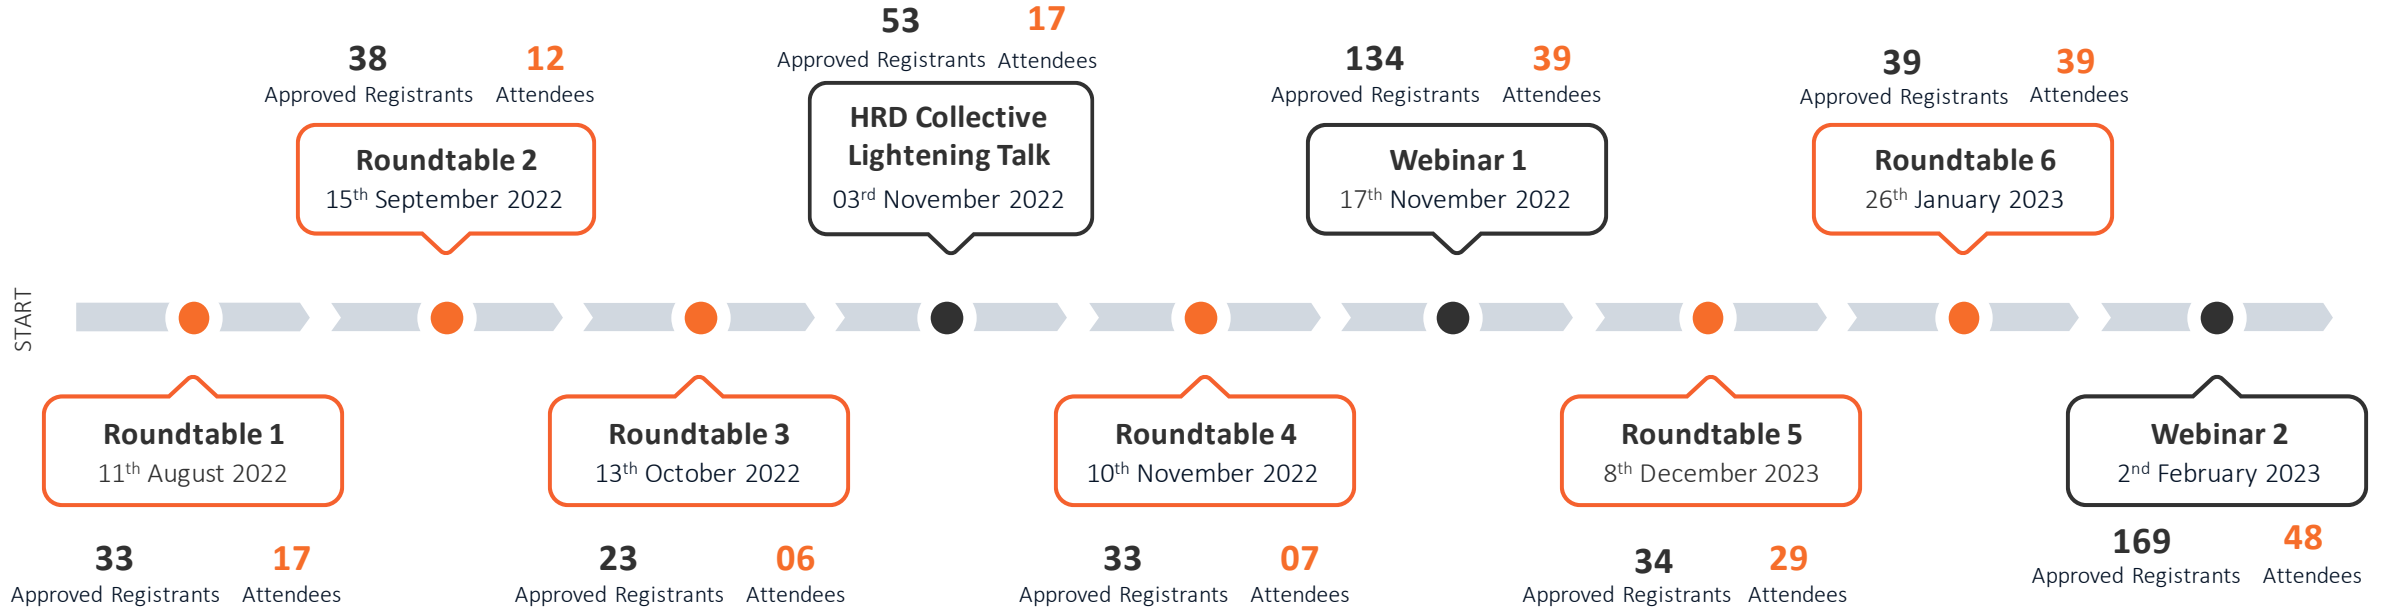 53 17
Approved Registrants Attendees
38 12
Approved Registrants Attendees
134 39
Approved Registrants Attendees
39 39
Approved Registrants Attendees
Roundtable 2
15th September 2022
HRD Collective
Lightening Talk
03rd November 2022
Webinar 1
17th November 2022
Roundtable 6
26th January 2023
START
Roundtable 1
11th August 2022
Roundtable 3
13th October 2022
Roundtable 4
10th November 2022
Roundtable 5
8th December 2023
Webinar 2
2nd February 2023
33 17
Approved Registrants Attendees
23 06
Approved Registrants Attendees
33 07
Approved Registrants Attendees
34 29
Approved Registrants Attendees
169 48
Approved Registrants Attendees